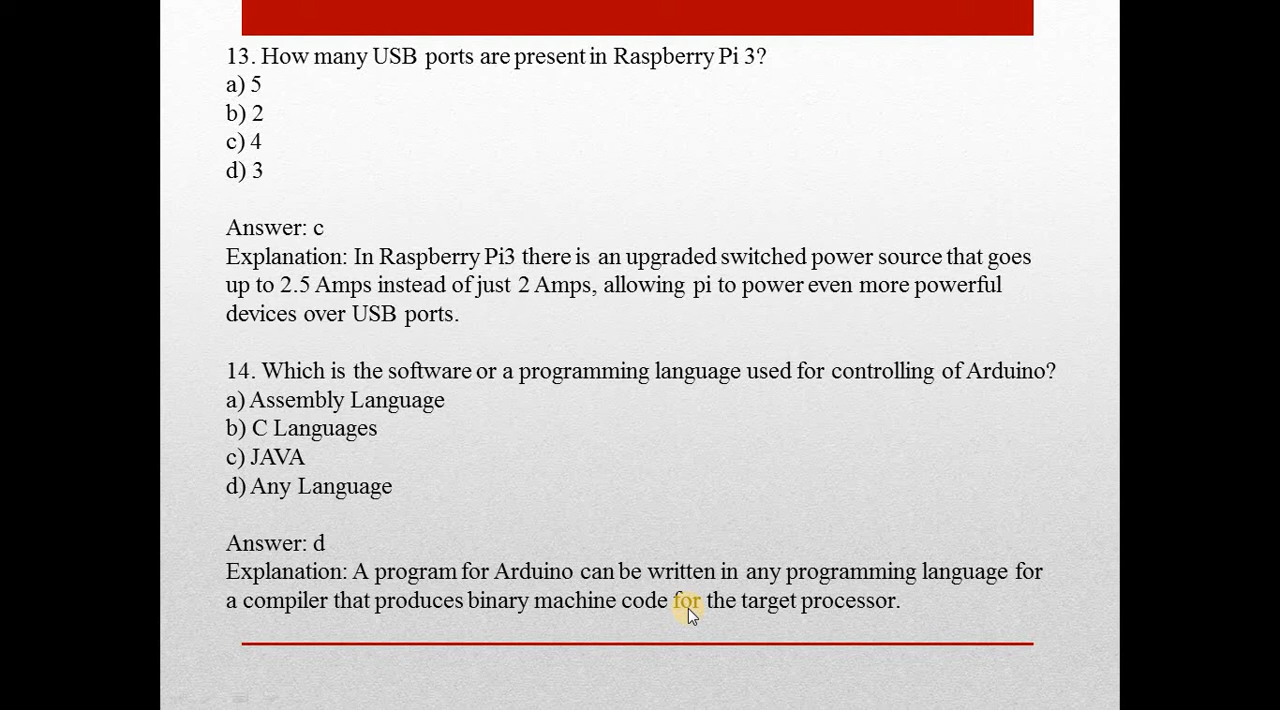 13. How many USB ports are present in Raspberry Pi 3?
a) 5
b) 2
c) 4
d) 3
Answer: c
Explanation: In Raspberry Pi3 there is an upgraded switched power source that goes
up to 2.5 Amps instead of just 2 Amps, allowing pi to power even more powerful
devices over USB ports.
14. Which is the software or a programming language used for controlling of Arduino?
a) Assembly Language
b) C Languages
c) JAVA
d) Any Language
Answer: d
Explanation: A program for Arduino can be written in any programming language for
a compiler that produces binary machine code for the target processor.